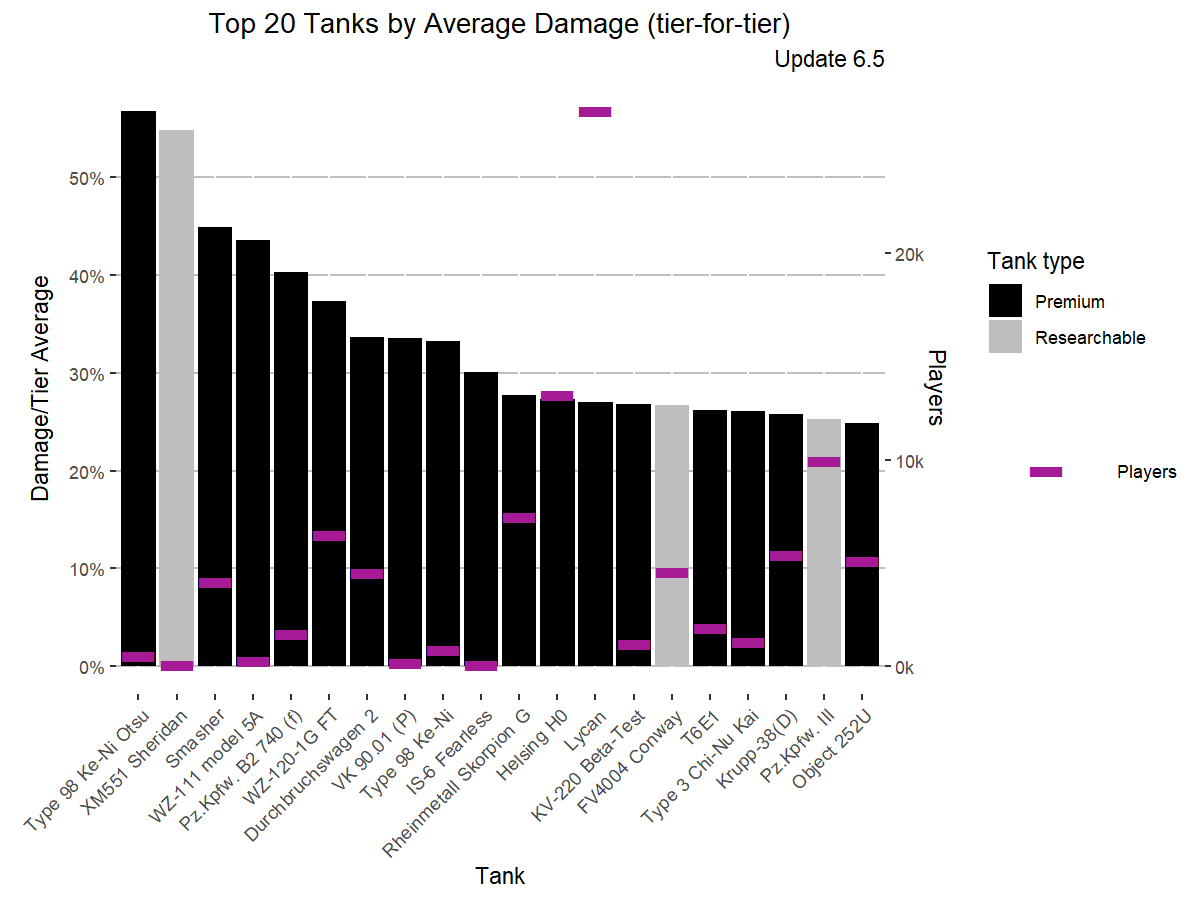 Top 20 Tanks by Average Damage (tier-for-tier)
Update 6.5
Damage/Tier Average
50%
40%
30%
20%
10%
0%
20k
10k
0k
Players
Tank type
Premium
Researchable
Players
Type 98 Ke-Ni Otsu
XM551 Sheridan
Smasher
WZ-111 model 5A
Pz.Kpfw. B2 740 (f)
WZ-120-1G FT
Durchbruchswagen 2
VK 90.01 (P)
Type 98 Ke-Ni
IS-6 Fearless
Rheinmetall Skorpion G
Helsing H0
Lycan
KV-220 Beta-Test
FV4004 Conway
T6E1
Type 3 Chi-Nu Kai
Krupp-38(D)
Pz.Kpfw. III
Object 252U
Tank